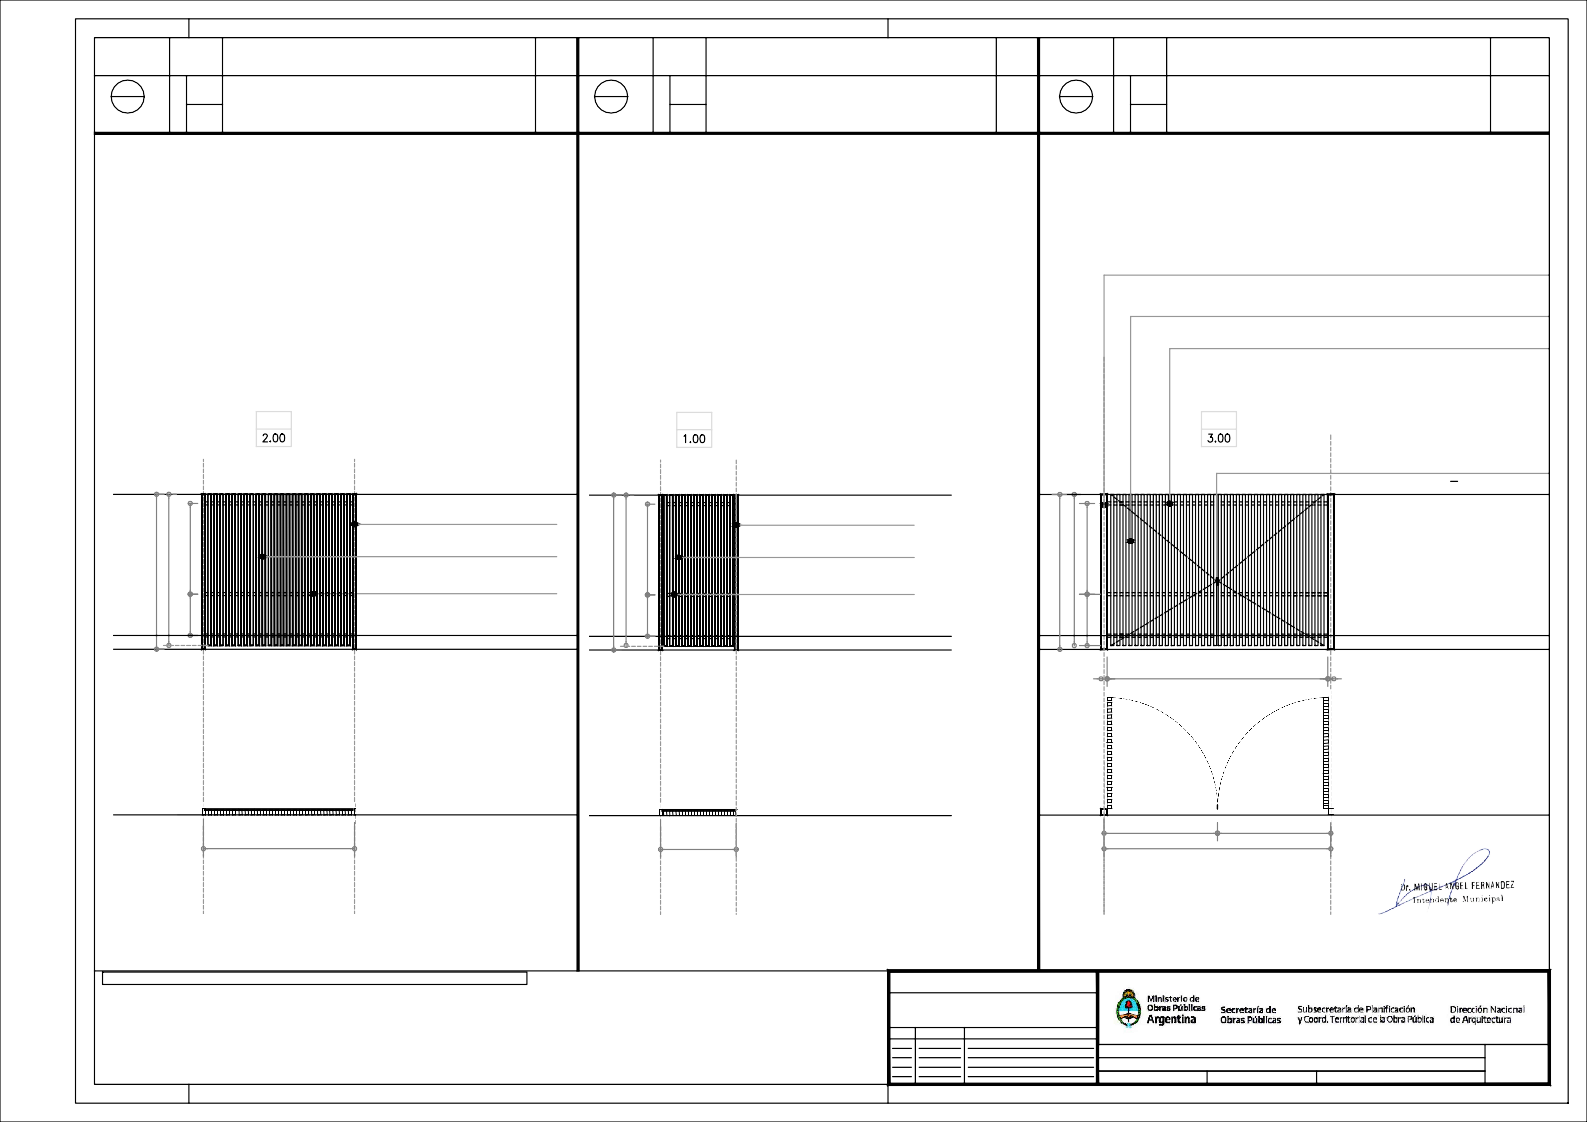 2.00
1.00
3.00
Dr. MIGUEL ANGEL FERNANDEZ
Intendente Municipal
Ministerio de
Obras Públicas
Argentina
Secretaría de
Obras Públicas
Subsecretaría de Planificación
y Coord. Territorial de la Obra Pública
Dirección Nacional
de Arquitectura